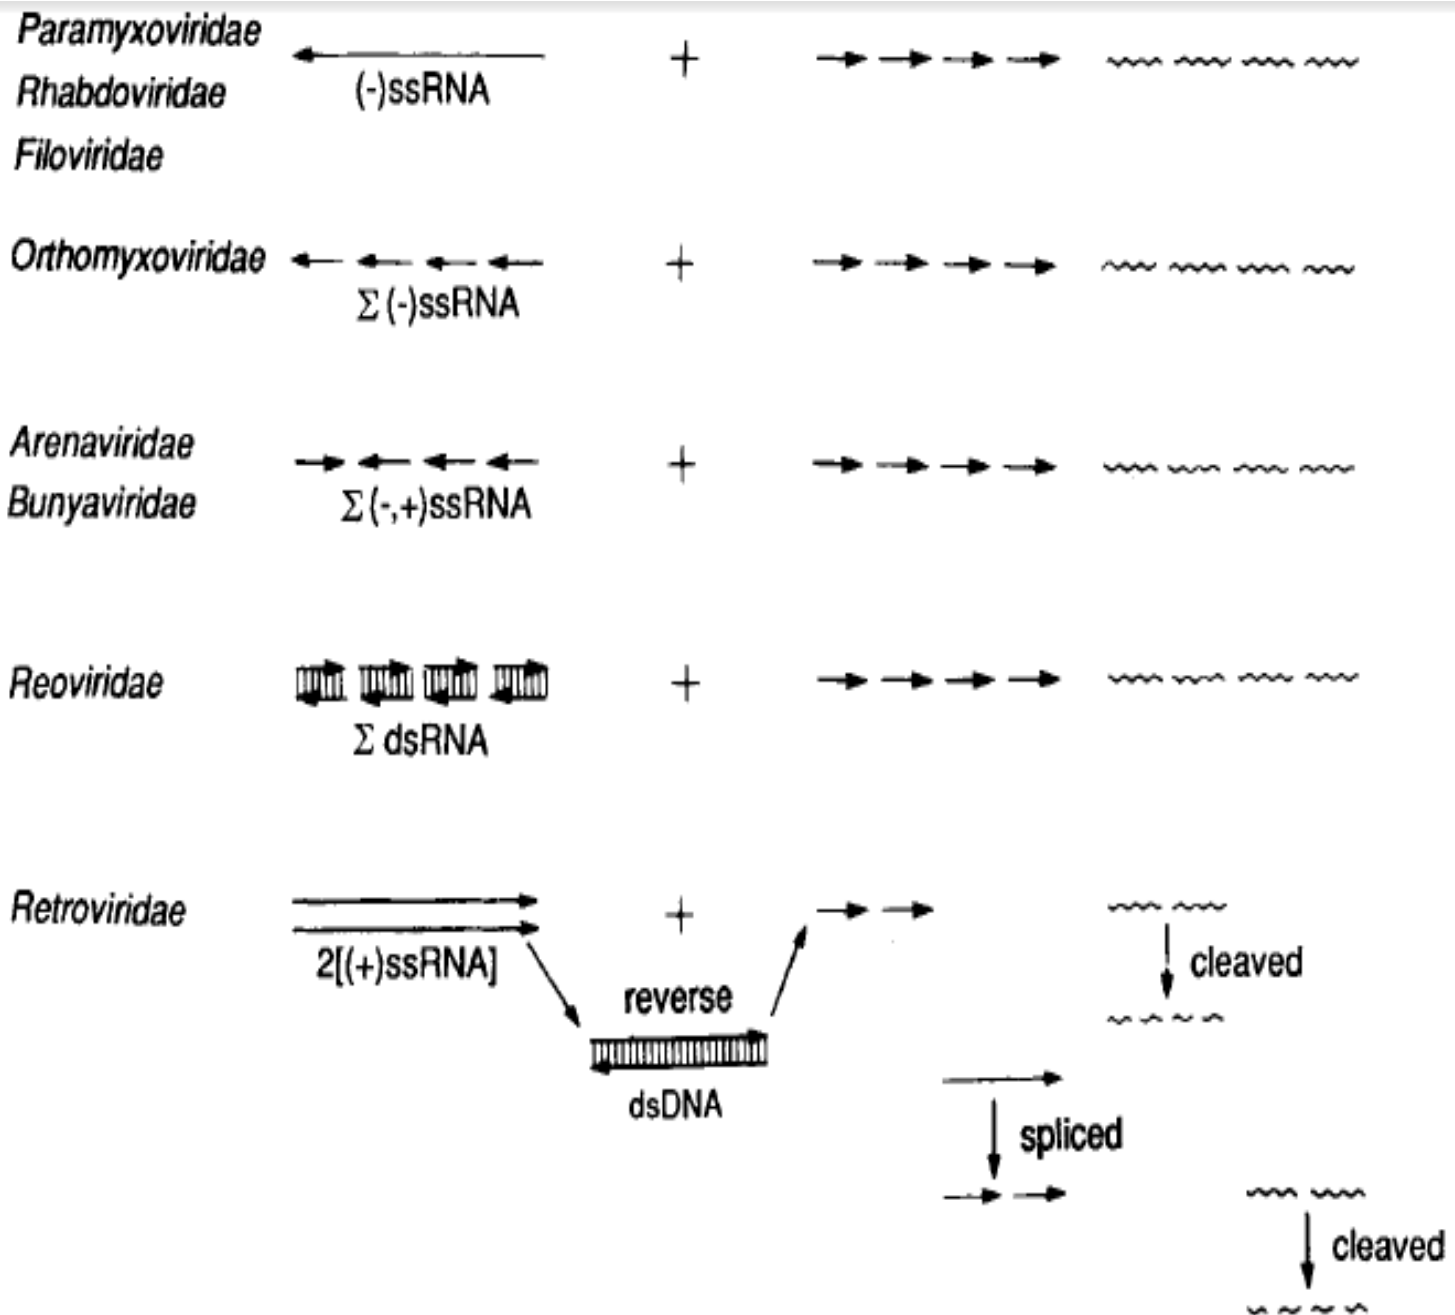 Paramyxoviridae
Rhabdoviridae
(-)ssRNA
+
Filoviridae
Orthomyxoviridae
+
Σ(-)ssRNA
Arenaviridae
+
Bunyaviridae
Σ(-,+)ssRNA
Reoviridae
+
Σ dsRNA
Retroviridae
+
2[(+)ssRNA]
cleaved
reverse
dsDNA
spliced
cleaved